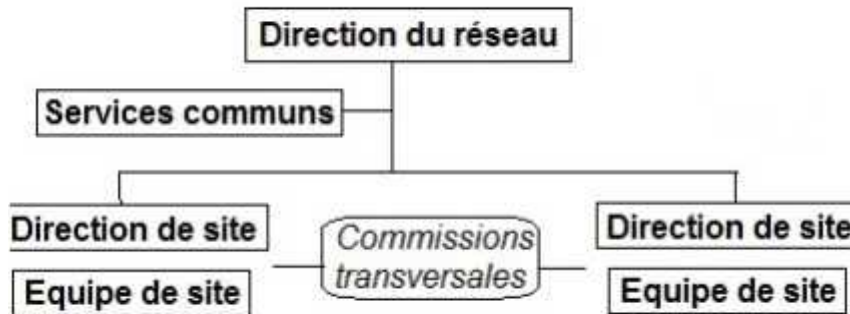 Direction du réseau
Services communs
Direction de site
Commissions
transversales
Direction de site
Equipe de site
Equipe de site